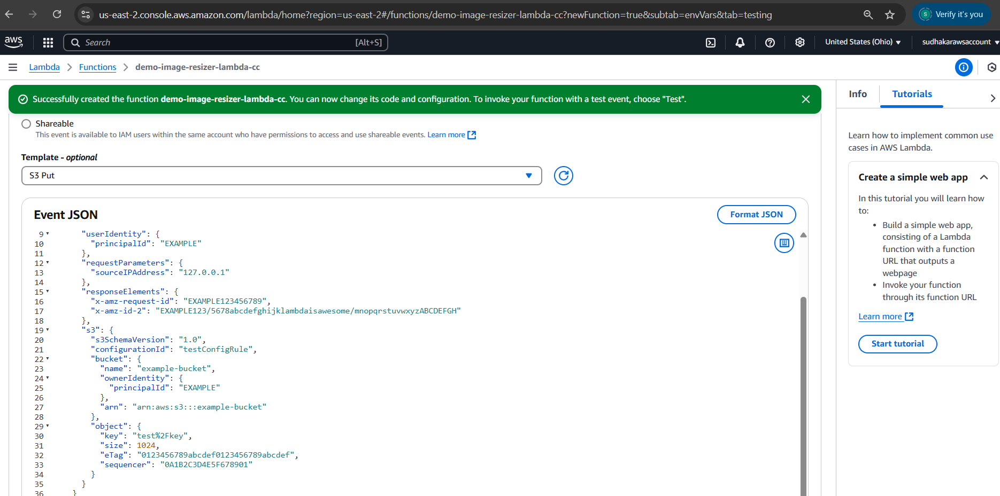 us-east-2.console.aws.amazon.com/lambda/home?region=us-east-2#/functions/demo-image-resizer-lambda-cc?newFunction=true&subtab=envVars&tab=testing
S
Verify it's you
aws
Search
[Alt+S]
United States (Ohio)
sudhakarawsaccount
Lambda
Functions
demo-image-resizer-lambda-cc
Successfully created the function demo-image-resizer-lambda-cc. You can now change its code and configuration. To invoke your function with a test event, choose "Test".
Shareable
This event is available to IAM users within the same account who have permissions to access and use shareable events. Learn more
Template - optional
S3 Put
Event JSON
Format JSON
9 "userIdentity": {
10 "principalId": "EXAMPLE"
11 },
12 "requestParameters": {
13 "sourceIPAddress": "127.0.0.1"
14 },
15 "responseElements": {
16 "x-amz-request-id": "EXAMPLE123456789",
17 "x-amz-id-2": "EXAMPLE123/5678abcdefghijklambdaisawesome/mnopqrstuvwxyzABCDEFGH"
18 },
19 "s3": {
20 "s3SchemaVersion": "1.0",
21 "configurationId": "testConfigRule",
22 "bucket": {
23 "name": "example-bucket",
24 "ownerIdentity": {
25 "principalId": "EXAMPLE"
26 },
27 "arn": "arn:aws:s3:::example-bucket"
28 },
29 "object": {
30 "key": "test%2Fkey",
31 "size": 1024,
32 "eTag": "0123456789abcdef0123456789abcdef",
33 "sequencer": "0A1B2C3D4E5F678901"
34 }
35 }
36 }
Info
Tutorials
Learn how to implement common use
cases in AWS Lambda.
Create a simple web app
In this tutorial you will learn how
to:
• Build a simple web app,
consisting of a Lambda
function with a function
URL that outputs a
webpage
• Invoke your function
through its function URL
Learn more
Start tutorial